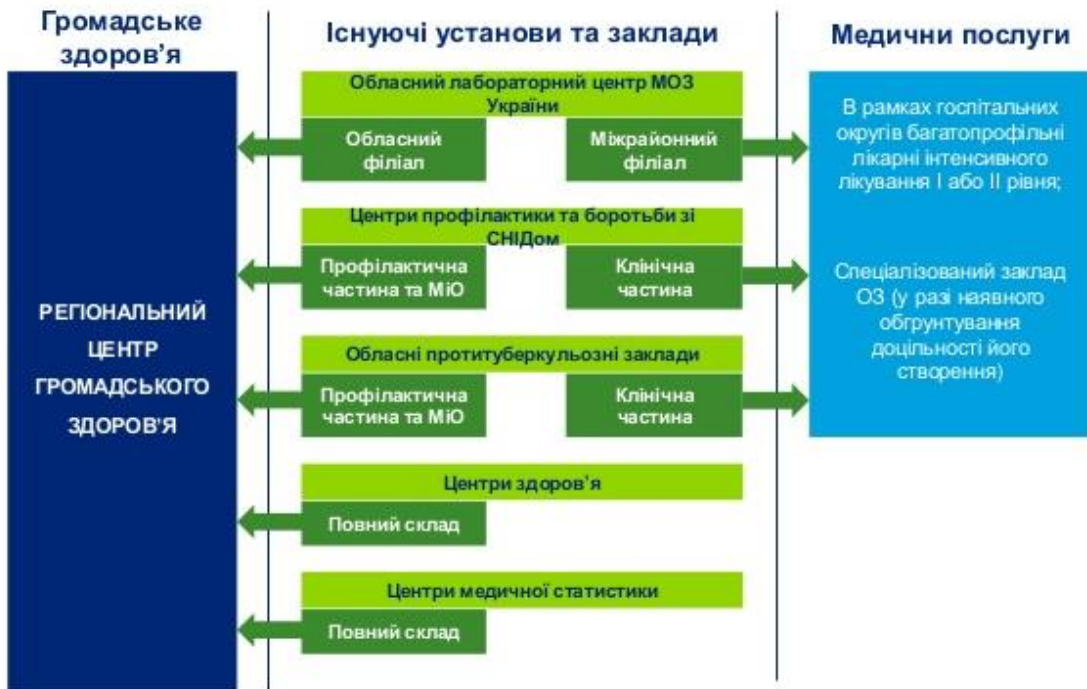 Громадське
здоров’я
Існуючі установи та заклади
Медични послуги
РЕГІОНАЛЬНИЙ
ЦЕНТР
ГРОМАДСЬКОГО
ЗДОРОВ’Я
Обласний лабораторний центр МОЗ
України
Обласний
філіал
Міжрайонний
філіал
Центри профілактики та боротьби зі
СНІДом
Профілактична
частина та МіО
Клінічна
частина
Обласні протитуберкульозні заклади
Профілактична
частина та МіО
Клінічна
частина
Центри здоров’я
Повний склад
Центри медичної статистики
Повний склад
В рамках госпітальних
округів багатопрофільні
лікарні інтенсивного
лікування І або ІІ рівня;
Спеціалізований заклад
ОЗ (у разі наявного
обгрунтування
доцільності його
створення)